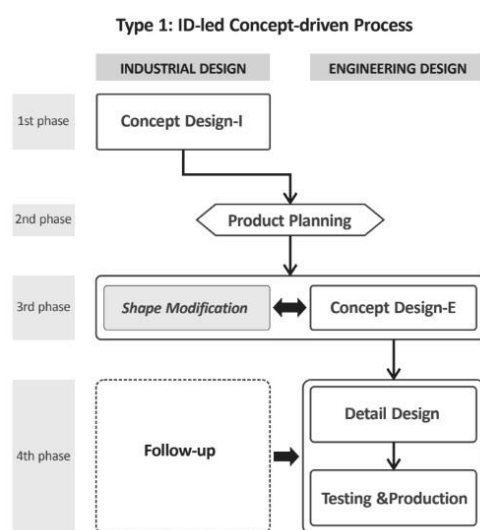 Type 1: ID-led Concept-driven Process
INDUSTRIAL DESIGN
ENGINEERING DESIGN
1st phase
Concept Design-I
2nd phase
Product Planning
3rd phase
Shape Modification
Concept Design-E
4th phase
Follow-up
Detail Design
Testing &Production